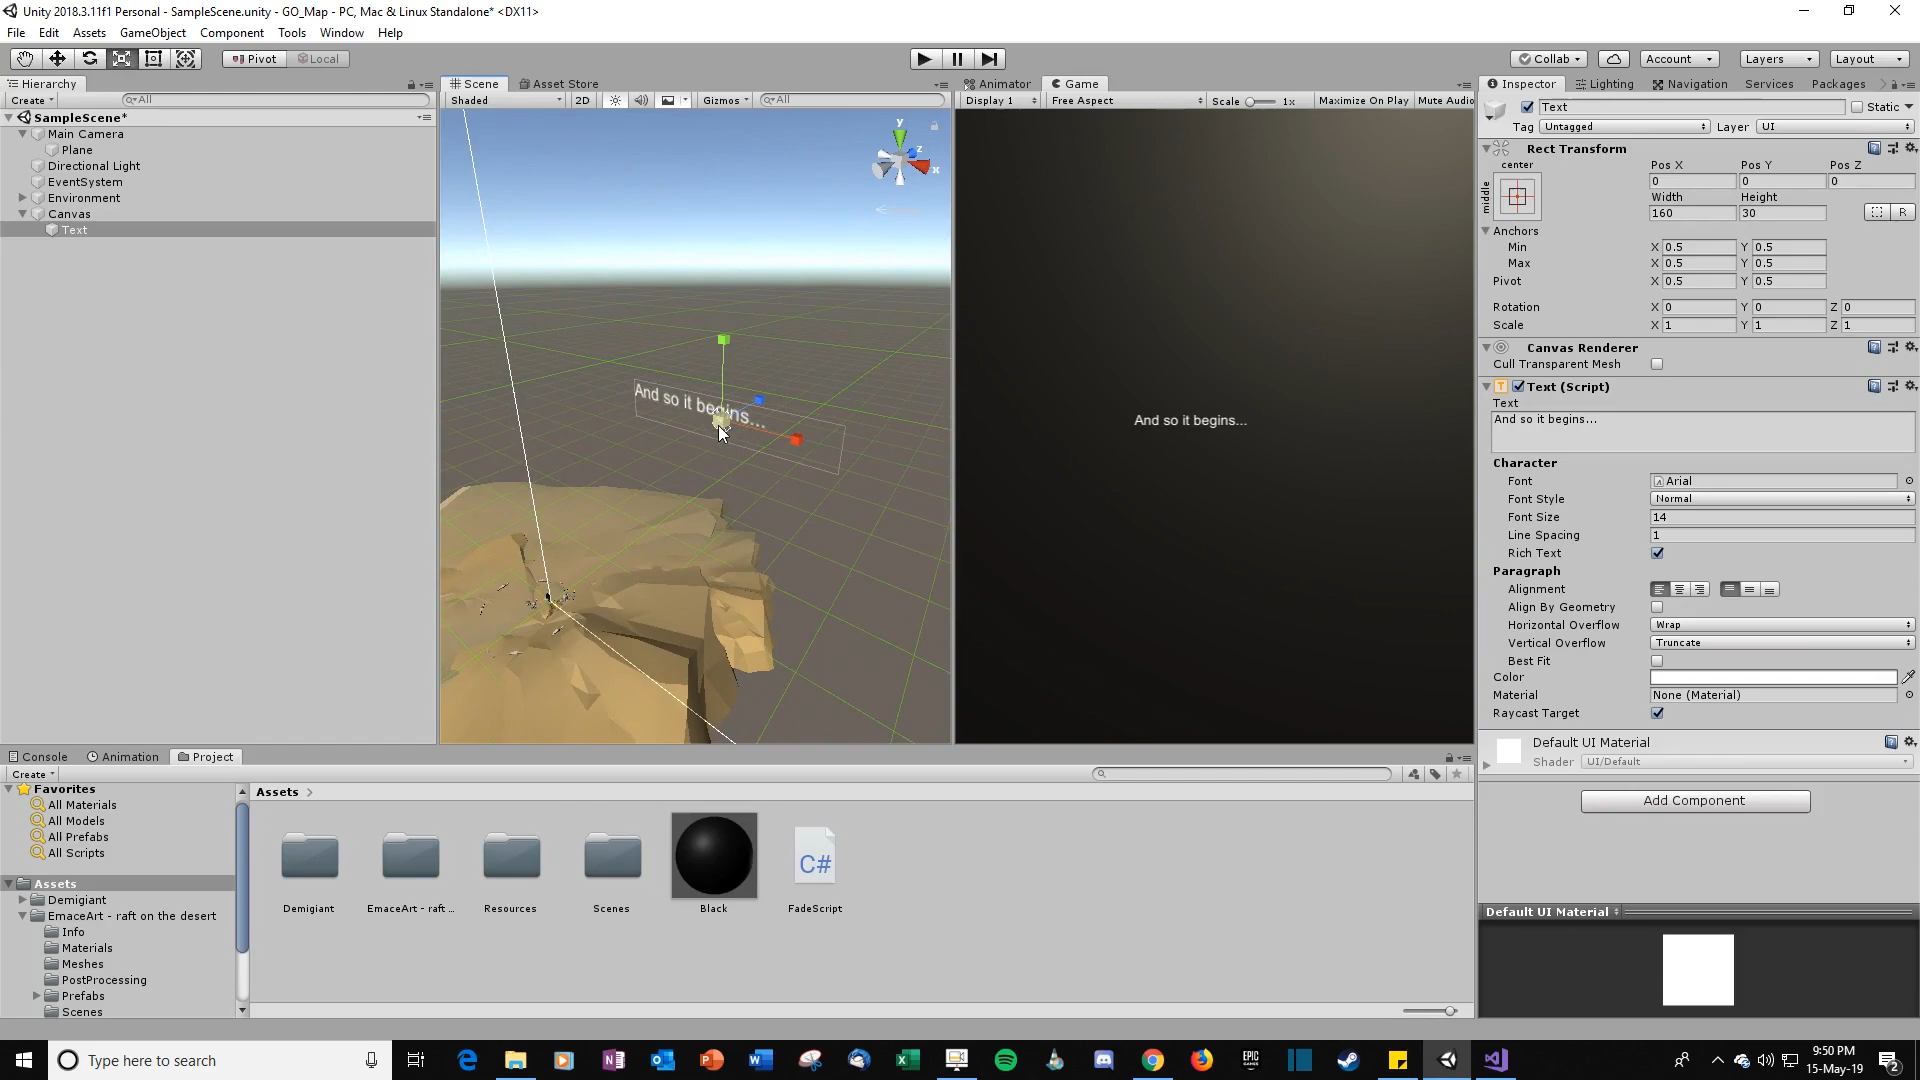 Unity 2018.3.11f1 Personal - SampleScene.unity - GO_Map - PC, Mac & Linux Standalone* <DX11>
File Edit Assets GameObject Component Tools Window Help
Pivot Local Collab Account Layers Layout
Hierarchy
Create All
SampleScene*
Main Camera
Plane
Directional Light
EventSystem
Environment
Canvas
Text
Scene Asset Store
Shaded 2D Gizmos All
y
z
x
And so it begins...
Animator Game
Display 1 Free Aspect Scale 1x Maximize On Play Mute Audio
And so it begins...
Inspector Lighting Navigation Services Packages
Text Static
Tag Untagged Layer UI
Rect Transform
center Pos X Pos Y Pos Z
middle
0 0 0
Width Height
160 30
R
Anchors
Min X 0.5 Y 0.5
Max X 0.5 Y 0.5
Pivot X 0.5 Y 0.5
Rotation X 0 Y 0 Z 0
Scale X 1 Y 1 Z 1
Canvas Renderer
Cull Transparent Mesh
Text (Script)
Text
And so it begins...
Character
Font Arial
Font Style Normal
Font Size 14
Line Spacing 1
Rich Text
Paragraph
Alignment
Align By Geometry
Horizontal Overflow Wrap
Vertical Overflow Truncate
Best Fit
Color
Material None (Material)
Raycast Target
Default UI Material
Shader UI/Default
Add Component
Default UI Material
Console Animation Project
Create
Favorites
All Materials
All Models
All Prefabs
All Scripts
Assets
Demigiant
EmaceArt - raft on the desert
Info
Materials
Meshes
PostProcessing
Prefabs
Scenes
Assets
Demigiant EmaceArt - raft ... Resources Scenes Black FadeScript
C#
Type here to search
EPIC GAMES
9:50 PM
15-May-19
2